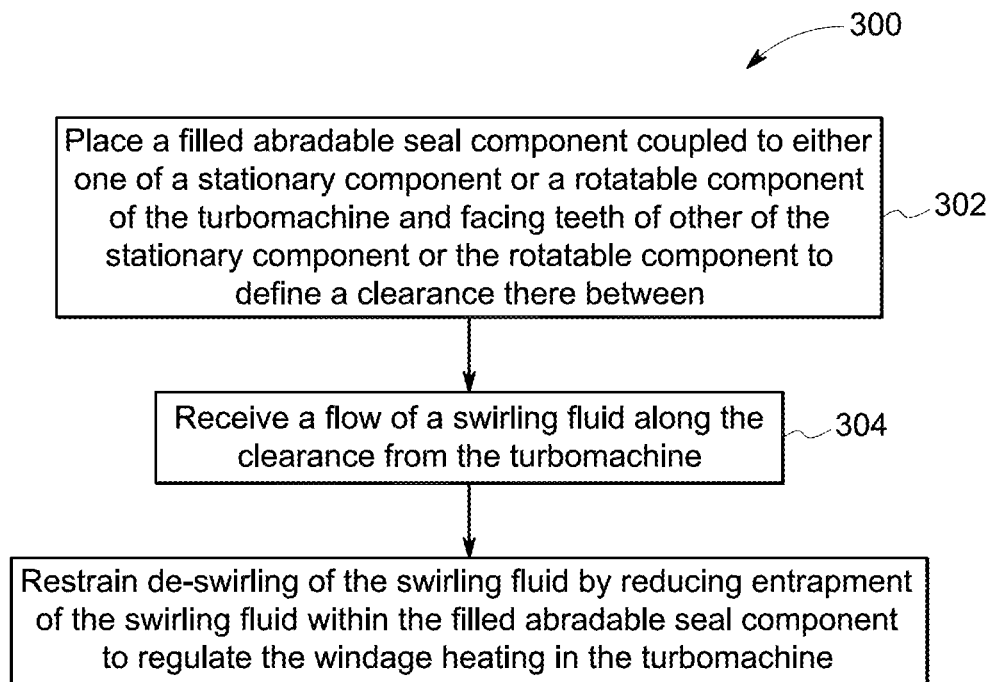 300
Place a filled abradable seal component coupled to either
one of a stationary component or a rotatable component
of the turbomachine and facing teeth of other of the
stationary component or the rotatable component to
define a clearance there between
302
Receive a flow of a swirling fluid along the
clearance from the turbomachine
304
Restrain de-swirling of the swirling fluid by reducing entrapment
of the swirling fluid within the filled abradable seal component
to regulate the windage heating in the turbomachine